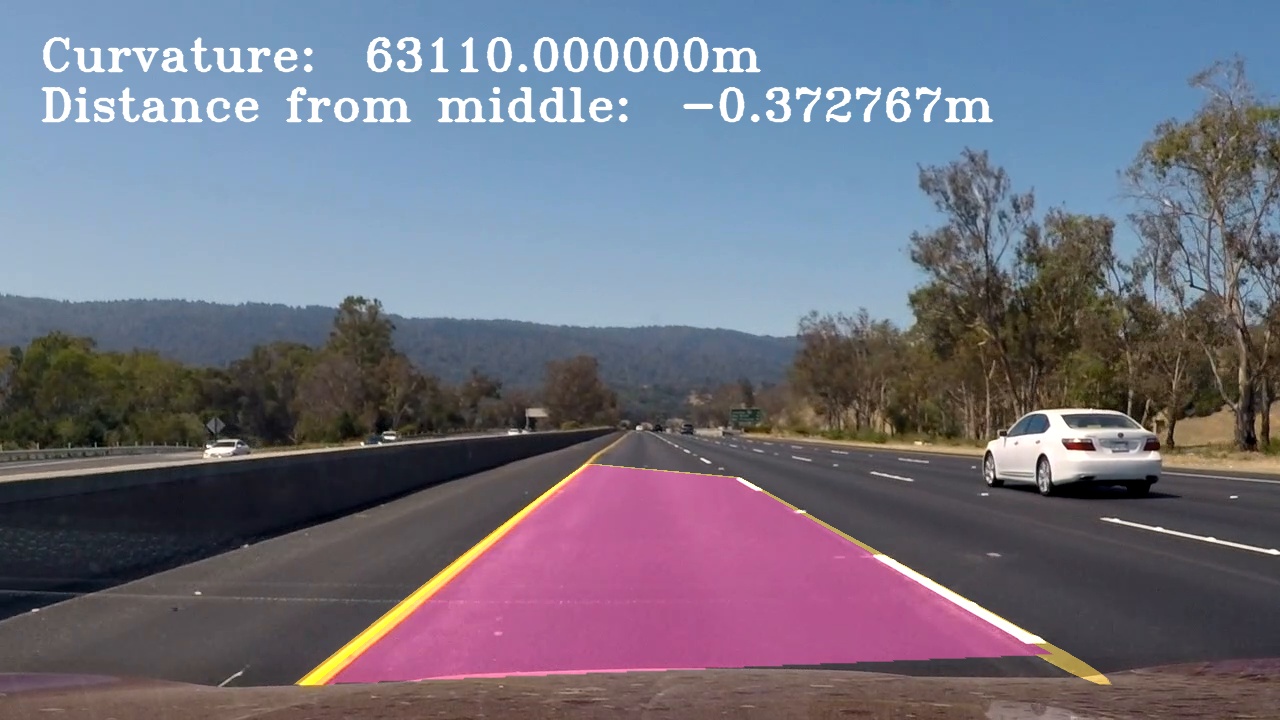 Curvature: 63110.000000m
Distance from middle: -0.372767m